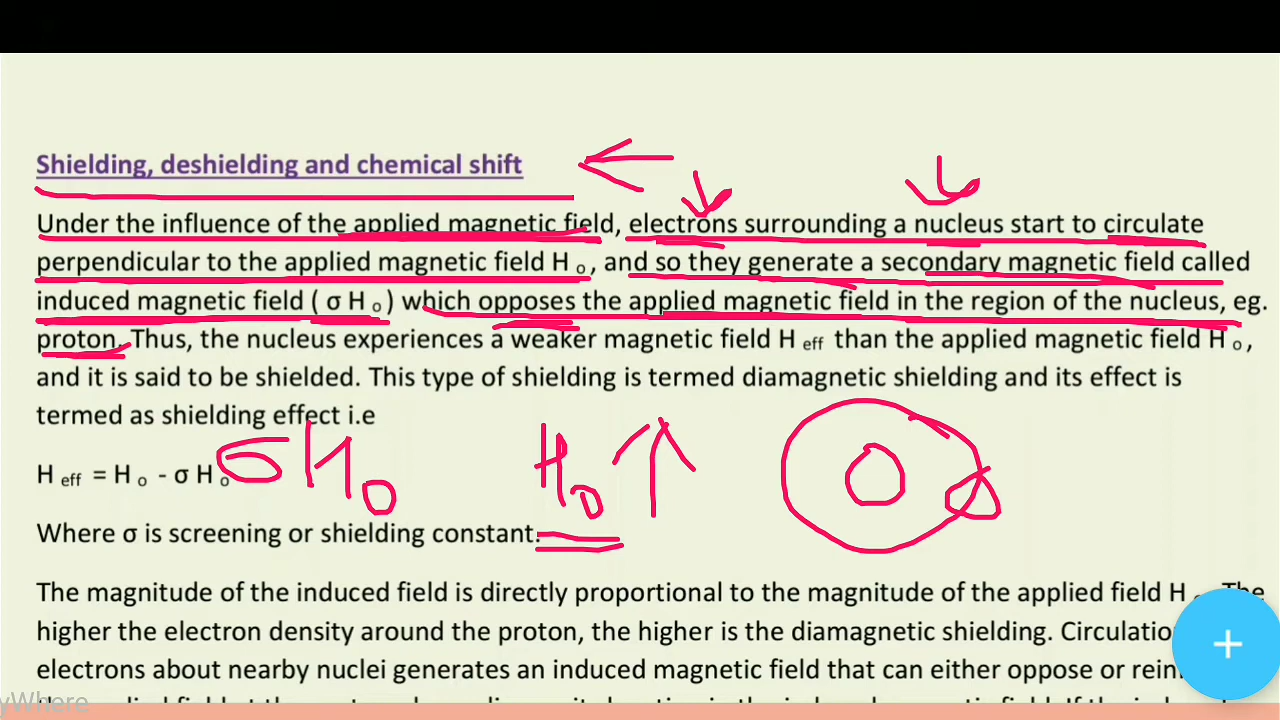 Shielding, deshielding and chemical shift
Under the influence of the applied magnetic field, electrons surrounding a nucleus start to circulate
perpendicular to the applied magnetic field H o, and so they generate a secondary magnetic field called
induced magnetic field ( σ H o ) which opposes the applied magnetic field in the region of the nucleus, eg.
proton. Thus, the nucleus experiences a weaker magnetic field H eff than the applied magnetic field H o ,
and it is said to be shielded. This type of shielding is termed diamagnetic shielding and its effect is
termed as shielding effect i.e
H eff = H o - σ H o σHo Ho
Where σ is screening or shielding constant.
The magnitude of the induced field is directly proportional to the magnitude of the applied field H The
higher the electron density around the proton, the higher is the diamagnetic shielding.
electrons about nearby nuclei generates an induced magnetic field that can either oppose or
yWhere
+